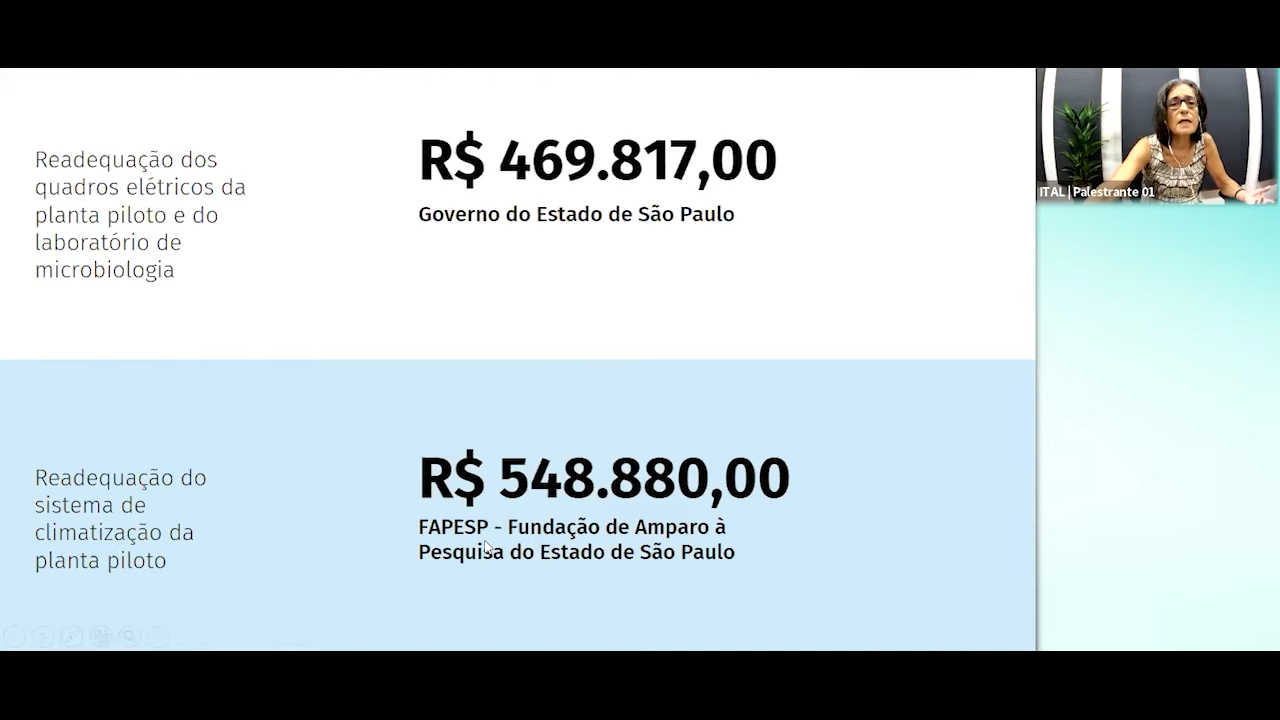 Readequação dos
quadros elétricos da
planta piloto e do
laboratório de
microbiologia
R$ 469.817,00
Governo do Estado de São Paulo
ITAL | Palestrante 01
Readequação do
sistema de
climatização da
planta piloto
R$ 548.880,00
FAPESP - Fundação de Amparo à
Pesquisa do Estado de São Paulo